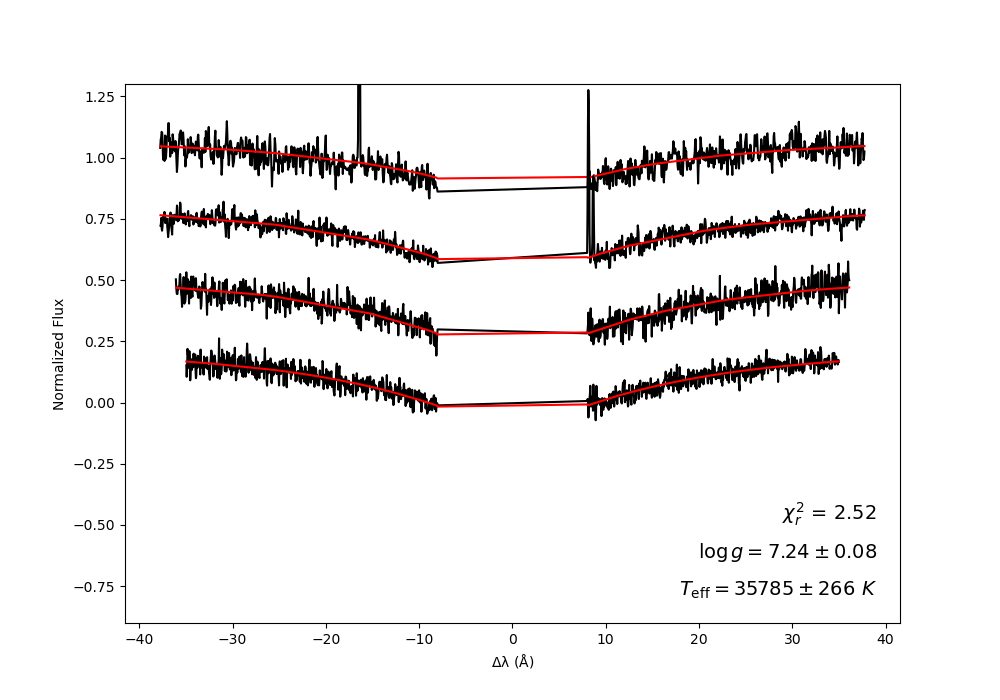 1.25
1.00
0.75
0.50
0.25
0.00
−0.25
−0.50
−0.75
Normalized Flux
χ²ᵣ = 2.52
log g = 7.24 ± 0.08
T_eff = 35785 ± 266 K
−40 −30 −20 −10 0 10 20 30 40
Δλ (Å)